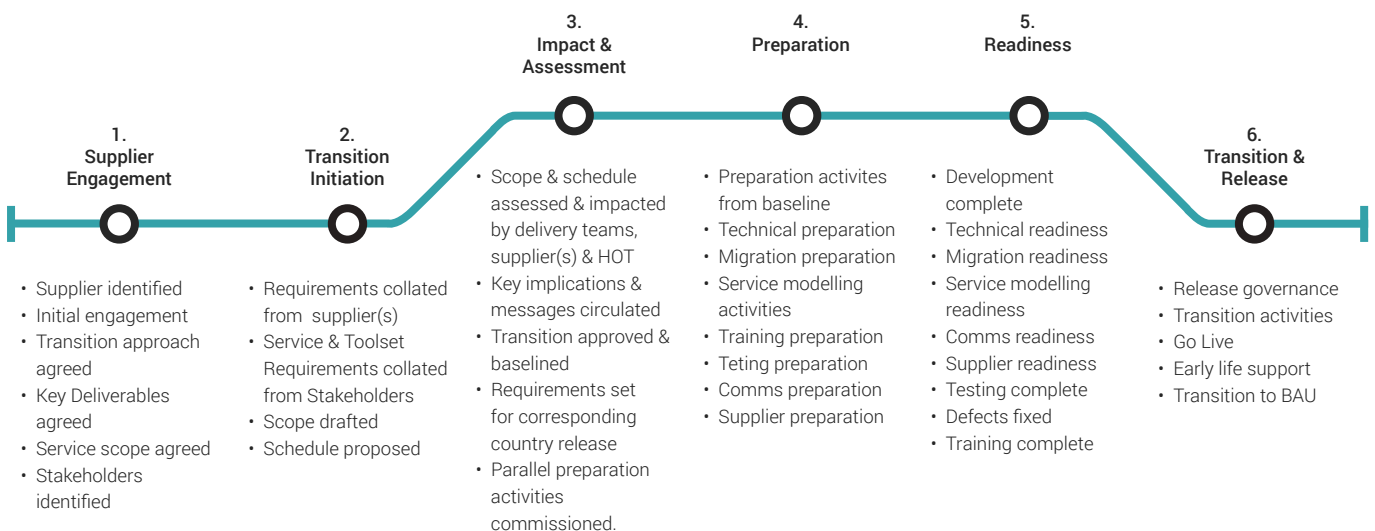 1.
Supplier
Engagement
• Supplier identified
• Initial engagement
• Transition approach
agreed
• Key Deliverables
agreed
• Service scope agreed
• Stakeholders
identified
2.
Transition
Initiation
• Requirements collated
from supplier(s)
• Service & Toolset
Requirements collated
from Stakeholders
• Scope drafted
• Schedule proposed
3.
Impact &
Assessment
• Scope & schedule
assessed & impacted
by delivery teams,
supplier(s) & HOT
• Key implications &
messages circulated
• Transition approved &
baselined
• Requirements set
for corresponding
country release
• Parallel preparation
activities
commissioned.
4.
Preparation
• Preparation activites
from baseline
• Technical preparation
• Migration preparation
• Service modelling
activities
• Training preparation
• Teting preparation
• Comms preparation
• Supplier preparation
5.
Readiness
• Development
complete
• Technical readiness
• Migration readiness
• Service modelling
readiness
• Comms readiness
• Supplier readiness
• Testing complete
• Defects fixed
• Training complete
6.
Transition &
Release
• Release governance
• Transition activities
• Go Live
• Early life support
• Transition to BAU